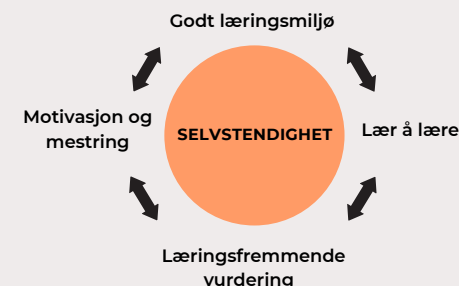 Godt læringsmiljø
Motivasjon og
mestring
SELVSTENDIGHET
Lær å lære
Læringsfremmende
vurdering